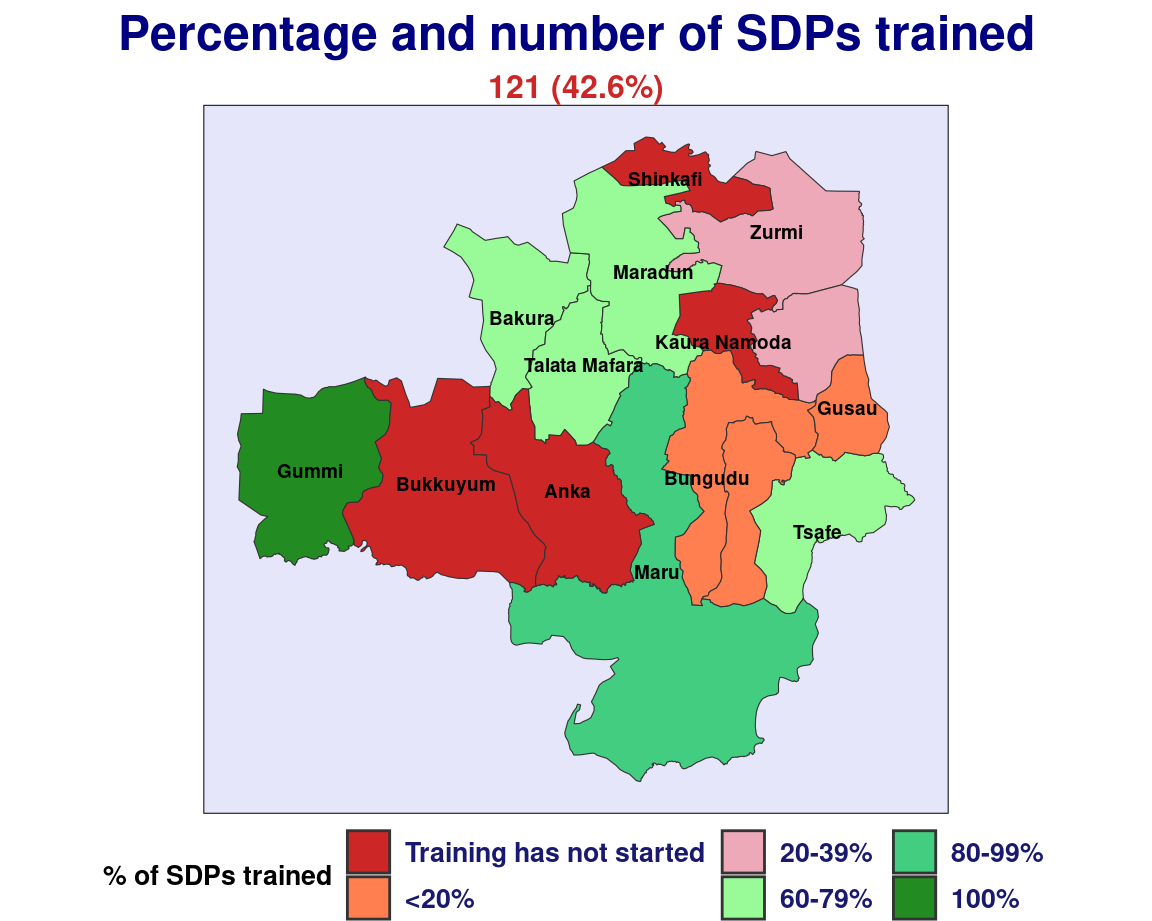 Percentage and number of SDPs trained
121 (42.6%)
Shinkafi
Zurmi
Maradun
Bakura
Kaura Namoda
Talata Mafara
Gusau
Gummi
Bukkuyum
Anka
Bungudu
Tsafe
Maru
% of SDPs trained
Training has not started
<20%
20-39%
60-79%
80-99%
100%